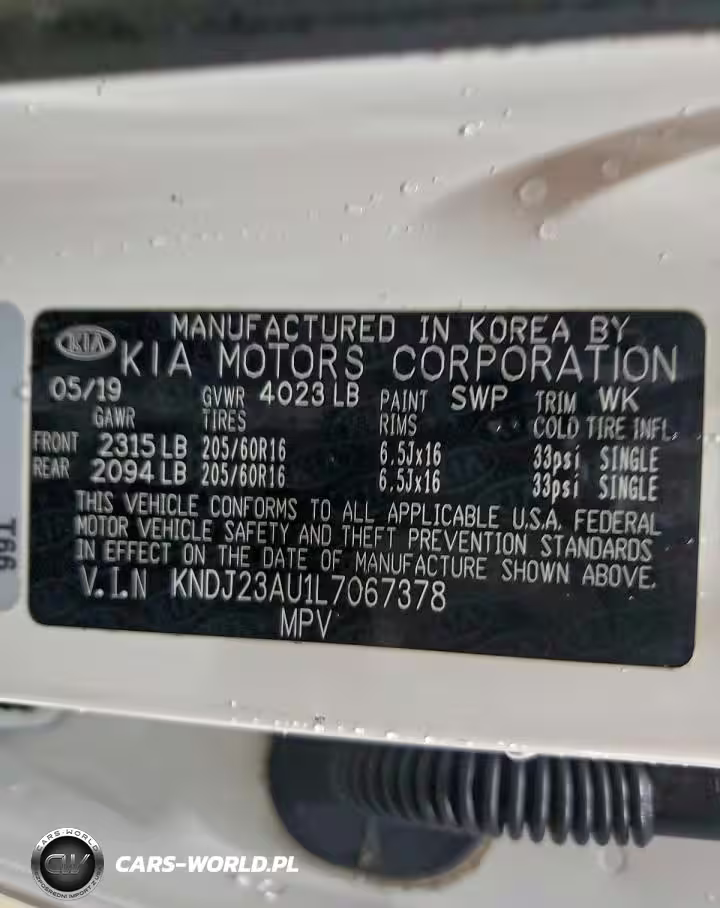 KIA
MANUFACTURED IN KOREA BY
KIA MOTORS CORPORATION
05/19 GVWR 4023 LB PAINT SWP TRIM WK
GAWR TIRES RIMS COLD TIRE INFL.
FRONT 2315 LB 205/60R16 6.5Jx16 33psi SINGLE
REAR 2094 LB 205/60R16 6.5Jx16 33psi SINGLE
THIS VEHICLE CONFORMS TO ALL APPLICABLE U.S.A. FEDERAL
MOTOR VEHICLE SAFETY AND THEFT PREVENTION STANDARDS
IN EFFECT ON THE DATE OF MANUFACTURE SHOWN ABOVE.
V.I.N KNDJ23AU1L7067378
MPV
T66
CARS-WORLD
CW
CARS-WORLD.PL